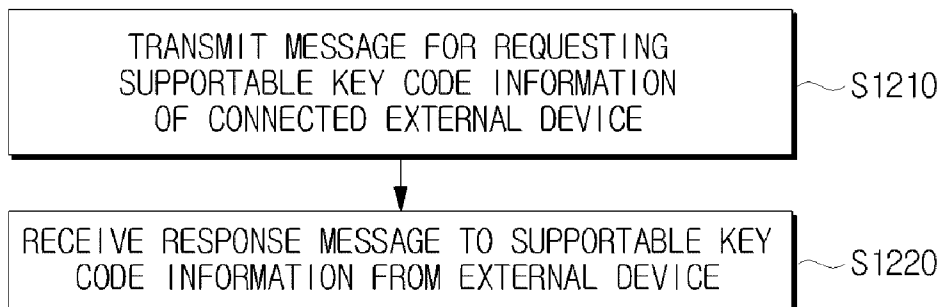 TRANSMIT MESSAGE FOR REQUESTING
SUPPORTABLE KEY CODE INFORMATION
OF CONNECTED EXTERNAL DEVICE
S1210
RECEIVE RESPONSE MESSAGE TO SUPPORTABLE KEY
CODE INFORMATION FROM EXTERNAL DEVICE
S1220